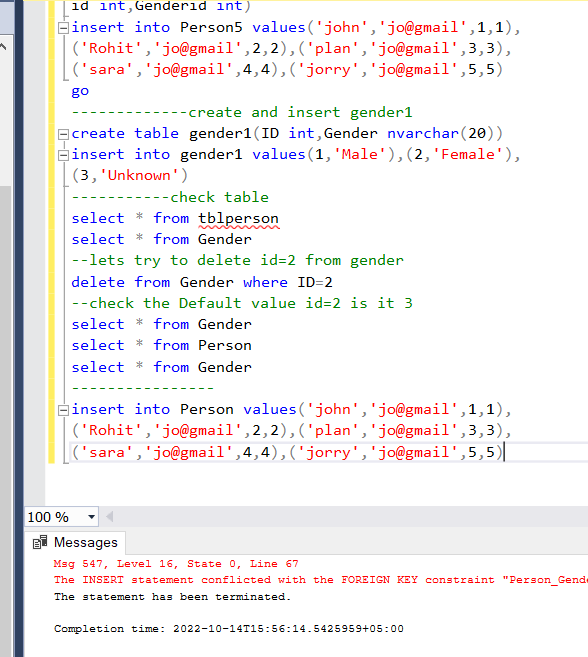 id int,Genderid int)
insert into Person5 values('john','jo@gmail',1,1),
('Rohit','jo@gmail',2,2),('plan','jo@gmail',3,3),
('sara','jo@gmail',4,4),('jorry','jo@gmail',5,5)
go
-------------create and insert gender1
create table gender1(ID int,Gender nvarchar(20))
insert into gender1 values(1,'Male'),(2,'Female'),
(3,'Unknown')
-----------check table
select * from tblperson
select * from Gender
--lets try to delete id=2 from gender
delete from Gender where ID=2
--check the Default value id=2 is it 3
select * from Gender
select * from Person
select * from Gender
----------------
insert into Person values('john','jo@gmail',1,1),
('Rohit','jo@gmail',2,2),('plan','jo@gmail',3,3),
('sara','jo@gmail',4,4),('jorry','jo@gmail',5,5)
100 %
Messages
Msg 547, Level 16, State 0, Line 67
The INSERT statement conflicted with the FOREIGN KEY constraint "Person_Gend
The statement has been terminated.
Completion time: 2022-10-14T15:56:14.5425959+05:00